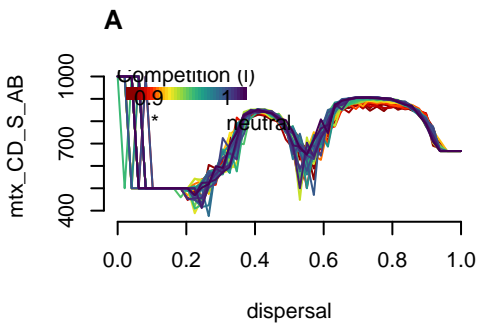 A
Competition (l)
0.9 1
* neutral
mtx_CD_S_AB
1000
700
400
0.0 0.2 0.4 0.6 0.8 1.0
dispersal